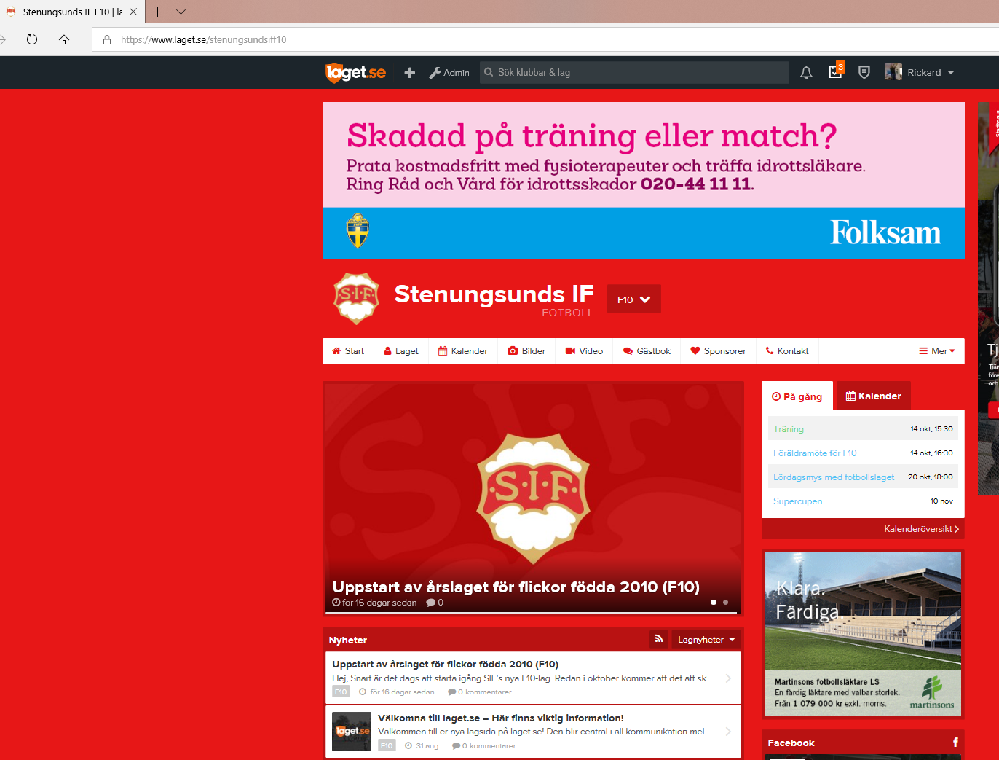 Stenungsunds IF F10 | la
https://www.laget.se/stenungsundsiff10
laget.se
Admin
Sök klubbar & lag
3
Rickard
Skadad på träning eller match?
Prata kostnadsfritt med fysioterapeuter och träffa idrottsläkare.
Ring Råd och Vård för idrottsskador 020-44 11 11.
Folksam
S·I·F
Stenungsunds IF
FOTBOLL
F10
Start
Laget
Kalender
Bilder
Video
Gästbok
Sponsorer
Kontakt
Mer
S·I·F
Uppstart av årslaget för flickor födda 2010 (F10)
för 16 dagar sedan
0
På gång
Kalender
Träning 14 okt, 15:30
Föräldramöte för F10 14 okt, 16:30
Lördagsmys med fotbollslaget 20 okt, 18:00
Supercupen 10 nov
Kalenderöversikt
Klara.
Färdiga.
Martinsons fotbollsläktare LS
En färdig läktare med valbar storlek.
Från 1 079 000 kr exkl. moms.
martinsons
Facebook
Nyheter
Lagnyheter
Uppstart av årslaget för flickor födda 2010 (F10)
Hej, Snart är det dags att starta igång SIF's nya F10-lag. Redan i oktober kommer att det att sk...
F10 för 16 dagar sedan 0 kommentarer
laget.se
Välkomna till laget.se – Här finns viktig information!
Välkommen till er nya lagsida på laget.se! Den blir central i all kommunikation mel...
F10 31 aug 0 kommentarer
Tj
Tjär
före
och